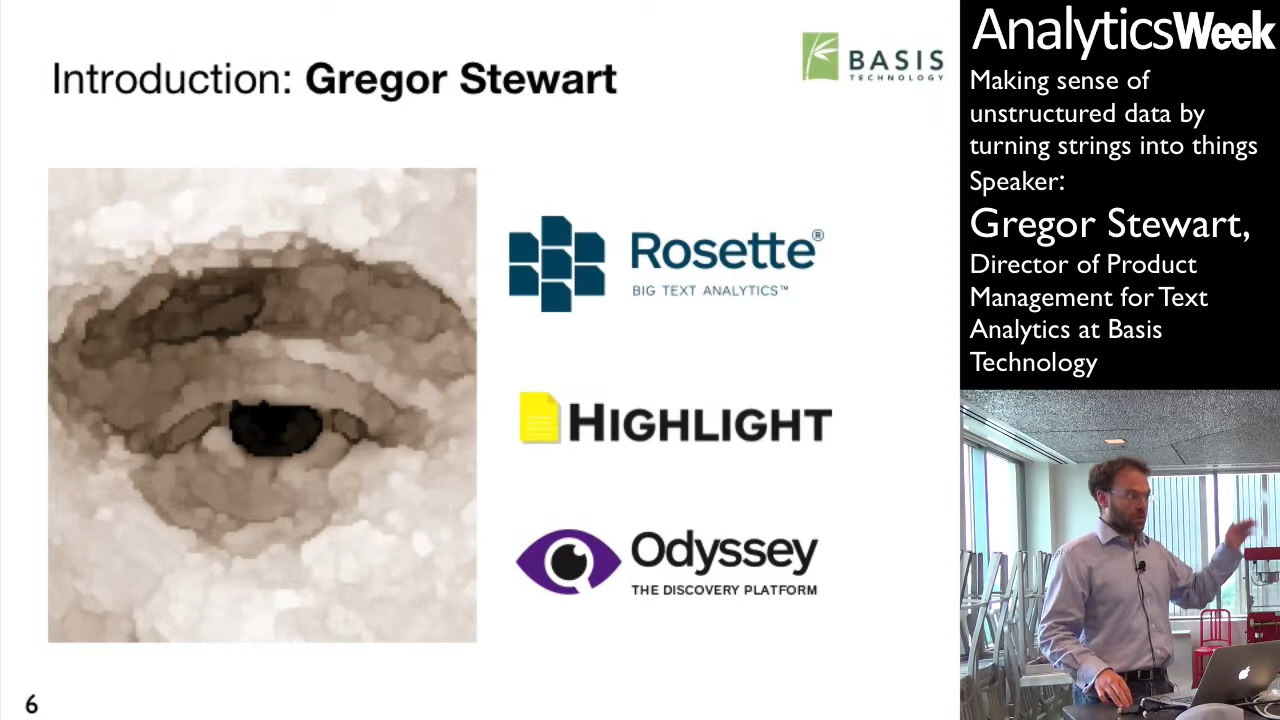 Introduction: Gregor Stewart
BASIS
TECHNOLOGY
Rosette®
BIG TEXT ANALYTICS™
HIGHLIGHT
Odyssey
THE DISCOVERY PLATFORM
6
AnalyticsWeek
Making sense of
unstructured data by
turning strings into things
Speaker:
Gregor Stewart,
Director of Product
Management for Text
Analytics at Basis
Technology